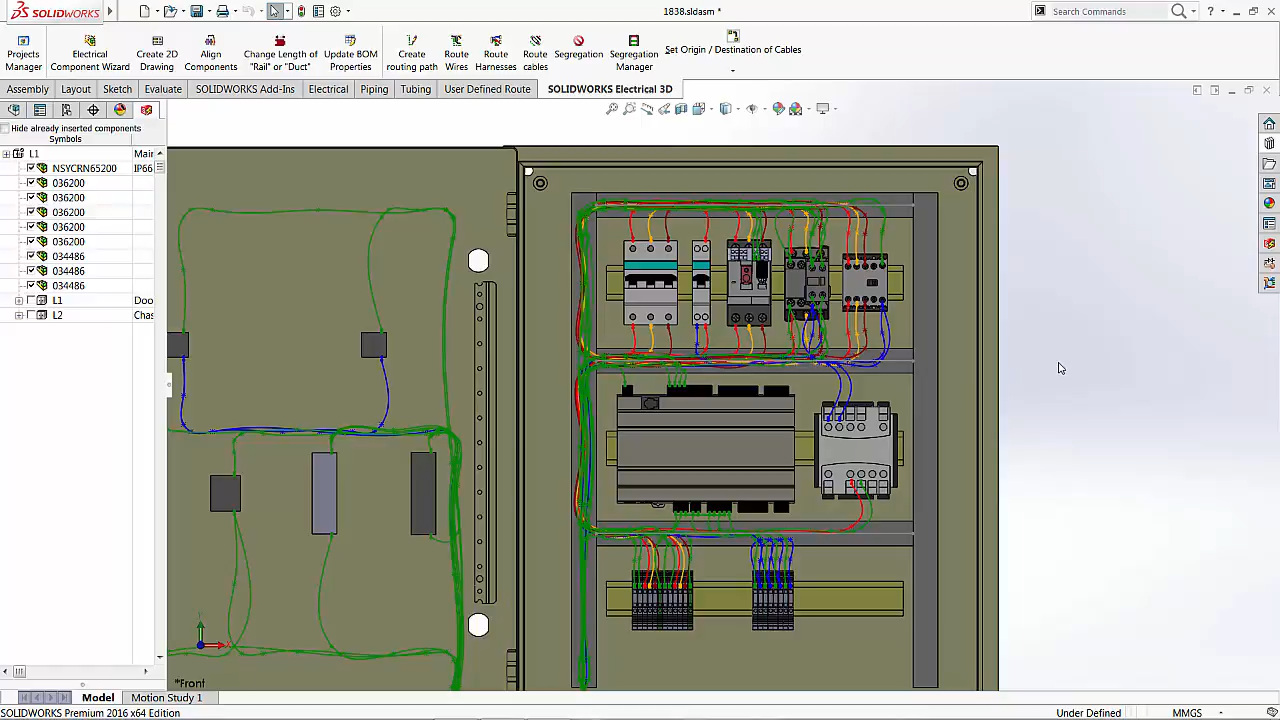 SOLIDWORKS
1838.sldasm *
Search Commands
Projects Manager
Electrical Component Wizard
Create 2D Drawing
Align Components
Change Length of "Rail" or "Duct"
Update BOM Properties
Create routing path
Route Wires
Route Harnesses
Route cables
Segregation
Segregation Manager
Set Origin / Destination of Cables
Assembly Layout Sketch Evaluate SOLIDWORKS Add-Ins Electrical Piping Tubing User Defined Route SOLIDWORKS Electrical 3D
Hide already inserted components
Symbols
L1 Main
NSYCRN65200 IP66
036200
036200
036200
036200
036200
034486
034486
034486
L1 Doo
L2 Cha
*Front
Model Motion Study 1
SOLIDWORKS Premium 2016 x64 Edition Under Defined MMGS